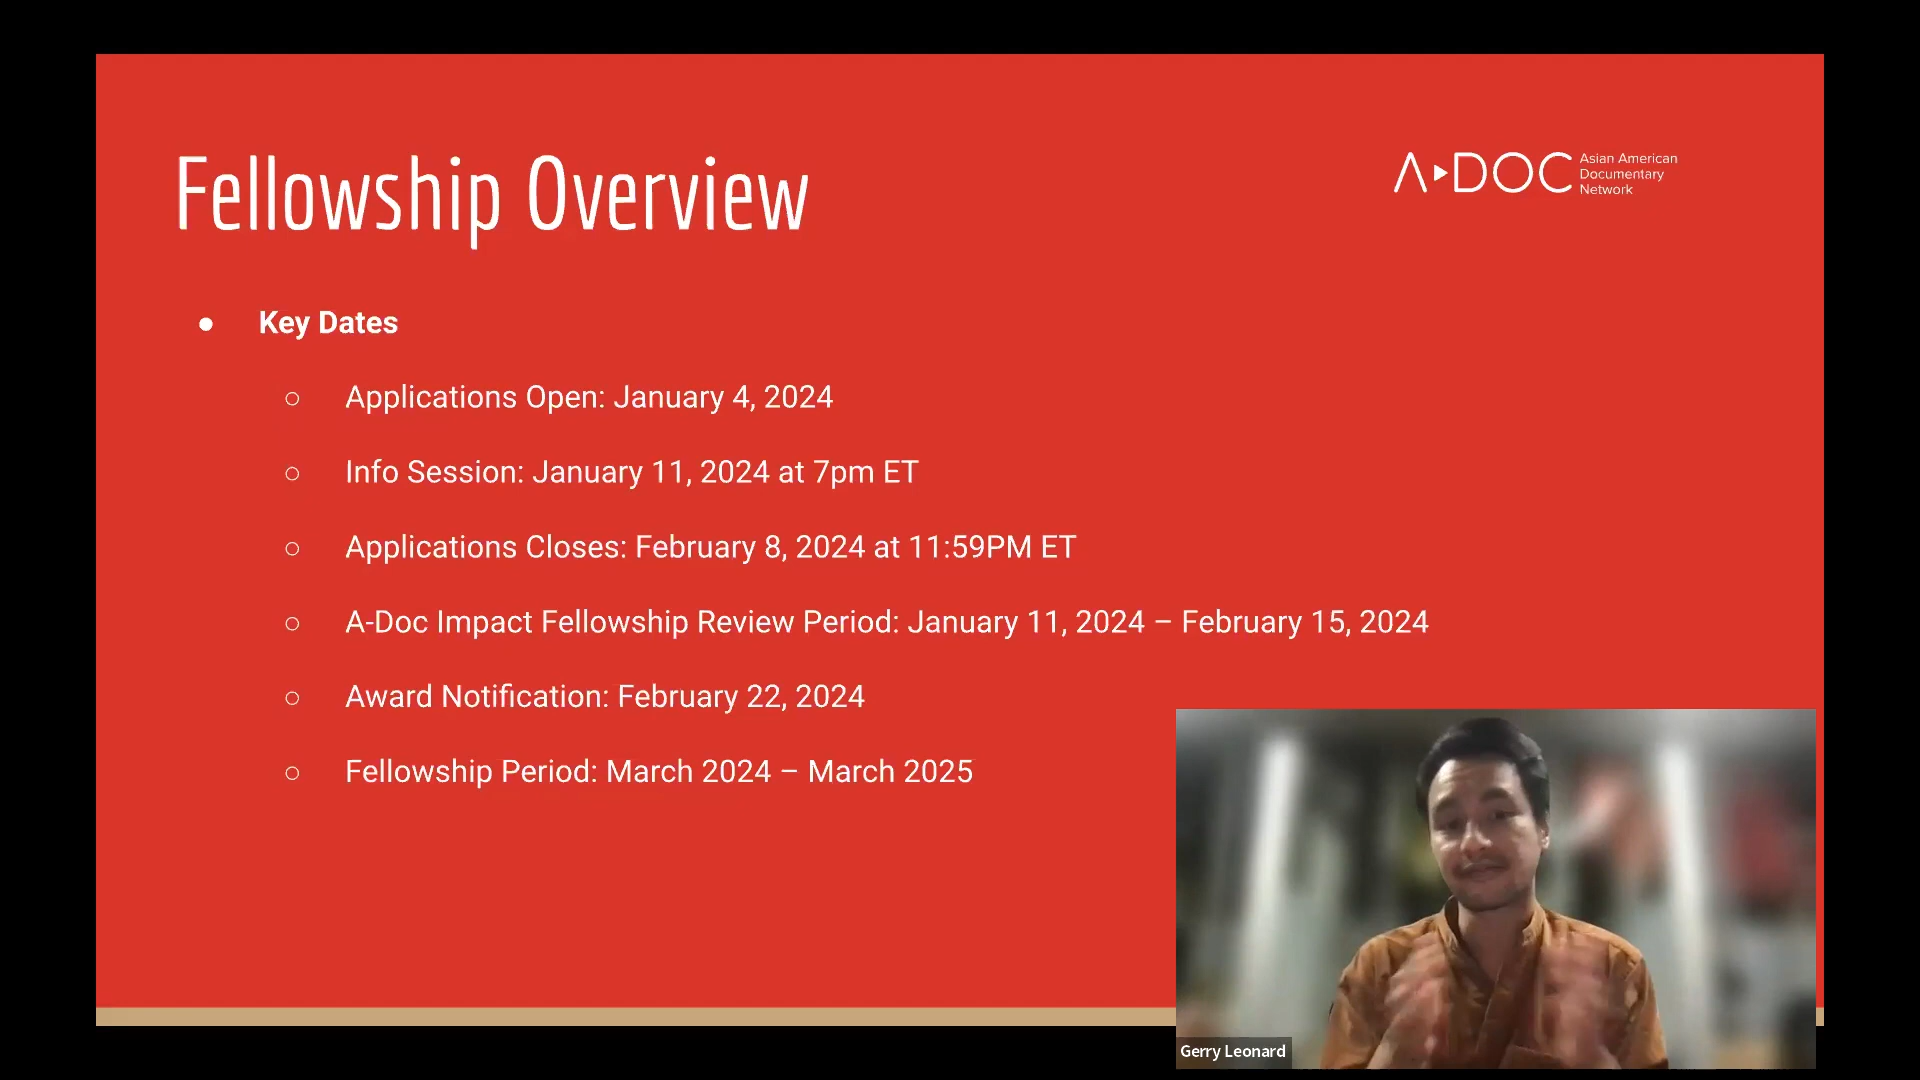 Fellowship Overview
A▸DOC
Asian American
Documentary
Network
● Key Dates
○ Applications Open: January 4, 2024
○ Info Session: January 11, 2024 at 7pm ET
○ Applications Closes: February 8, 2024 at 11:59PM ET
○ A-Doc Impact Fellowship Review Period: January 11, 2024 – February 15, 2024
○ Award Notification: February 22, 2024
○ Fellowship Period: March 2024 – March 2025
Gerry Leonard